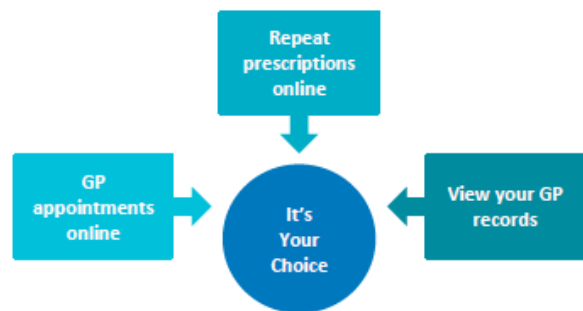 Repeat
prescriptions
online
GP
appointments
online
It's
Your
Choice
View your GP
records